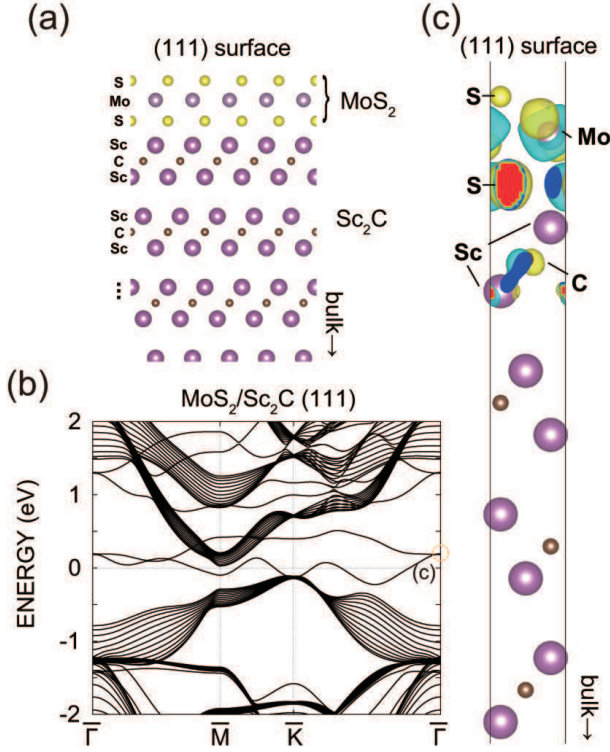 (a)
(111) surface
S
Mo
S
MoS₂
Sc
C
Sc
Sc
C
Sc
Sc₂C
⋮
bulk→
(b)
MoS₂/Sc₂C (111)
ENERGY (eV)
2
1
0
-1
-2
(c)
Γ̅ M̅ K̅ Γ̅
(c)
(111) surface
S
Mo
S
Sc
C
bulk→